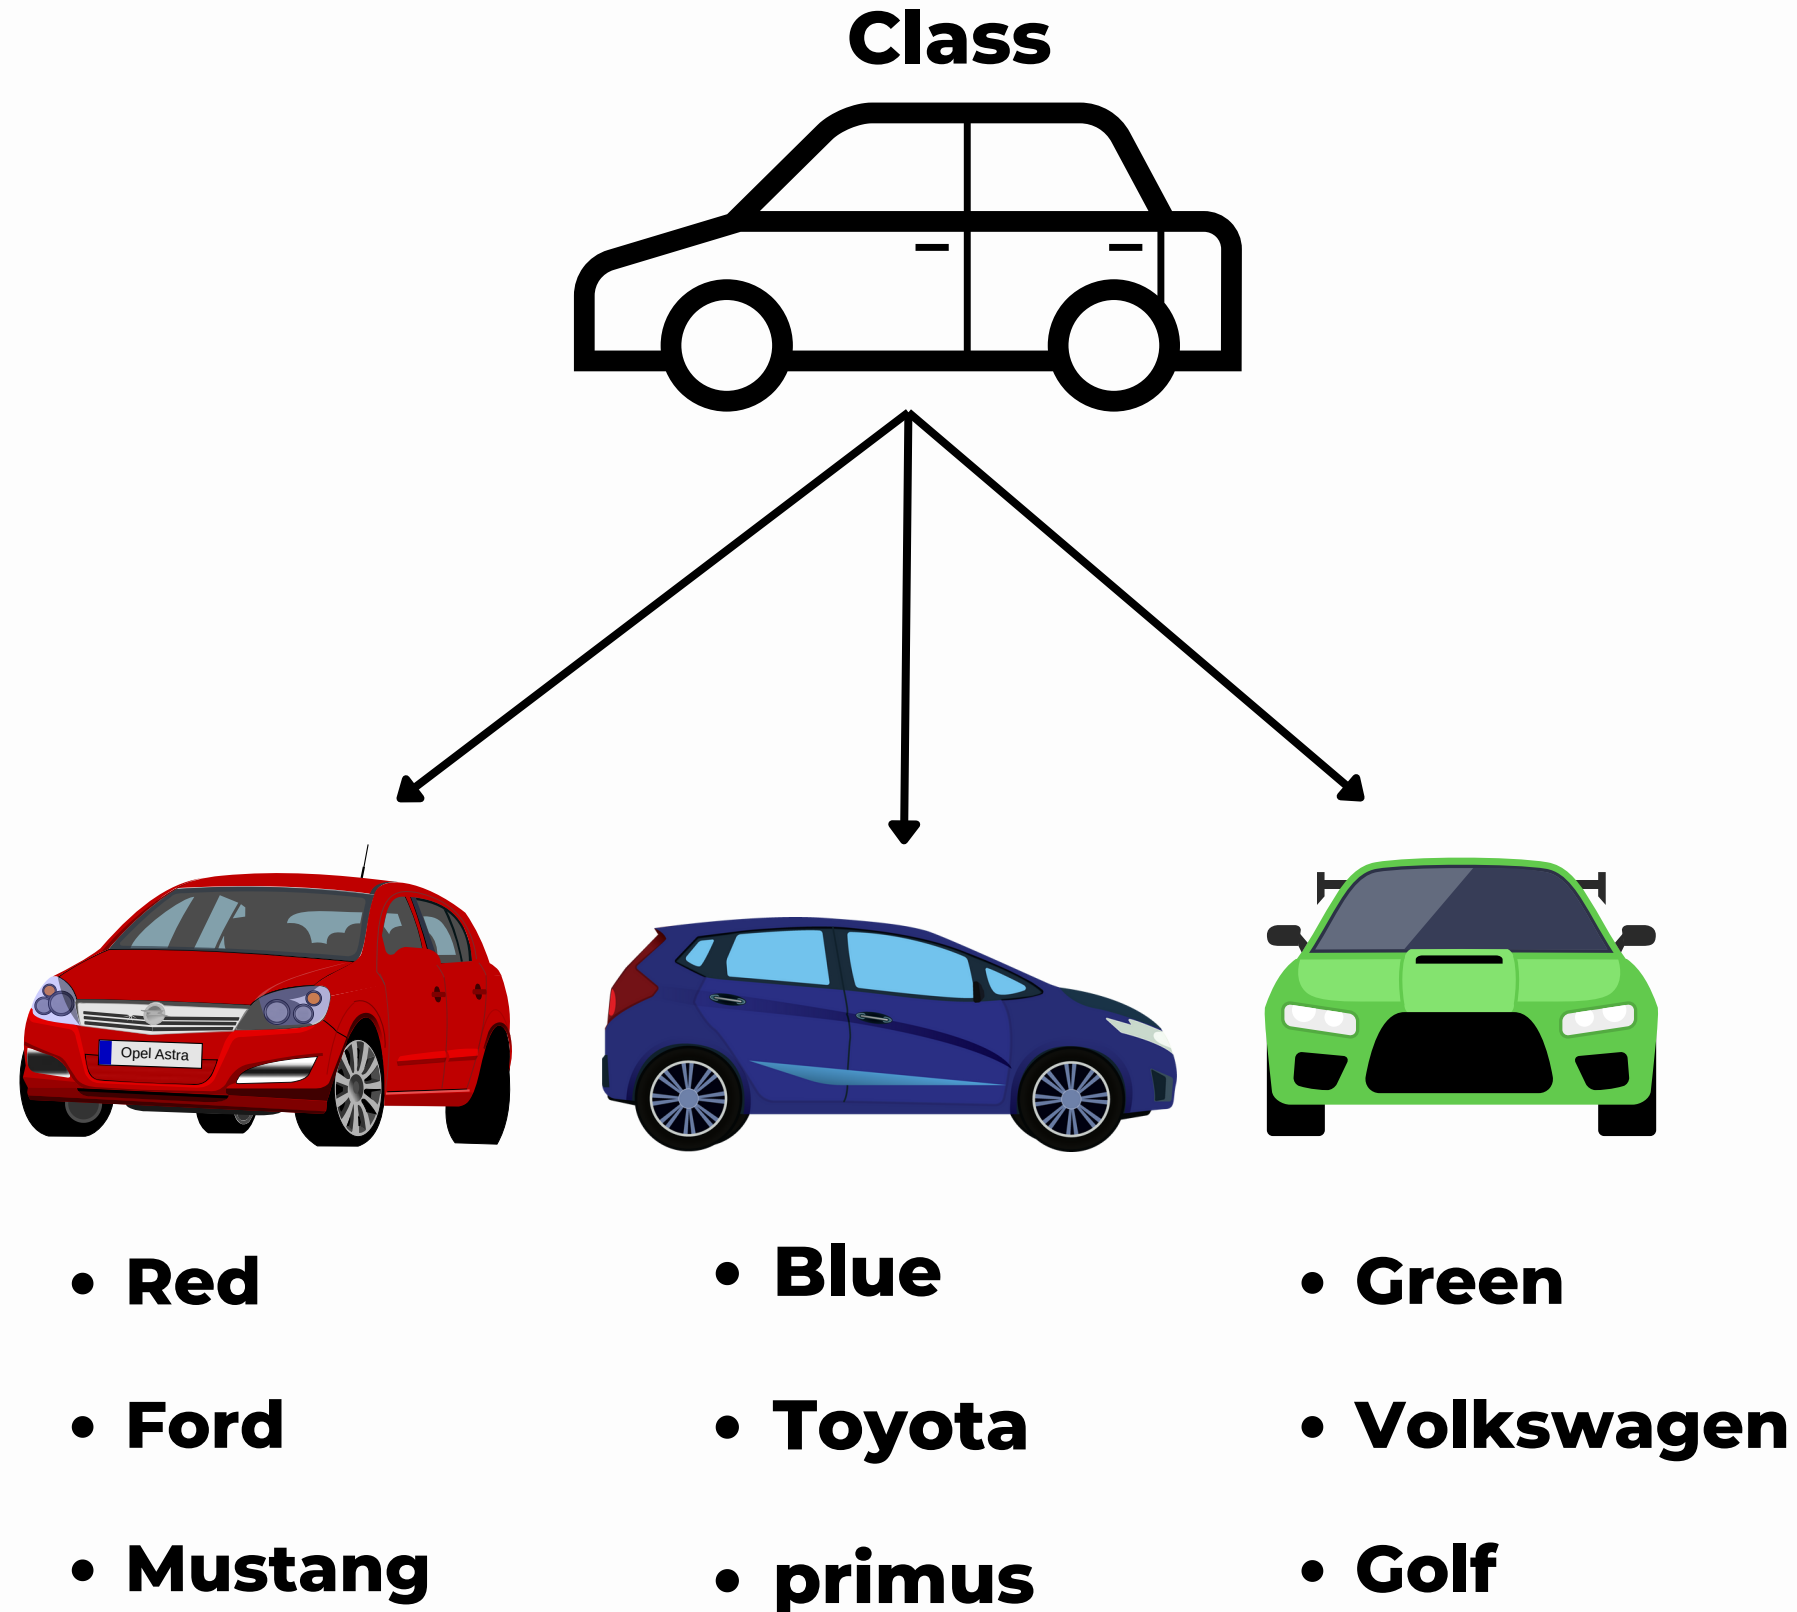 Class
Opel Astra
• Red
• Ford
• Mustang
• Blue
• Toyota
• primus
• Green
• Volkswagen
• Golf